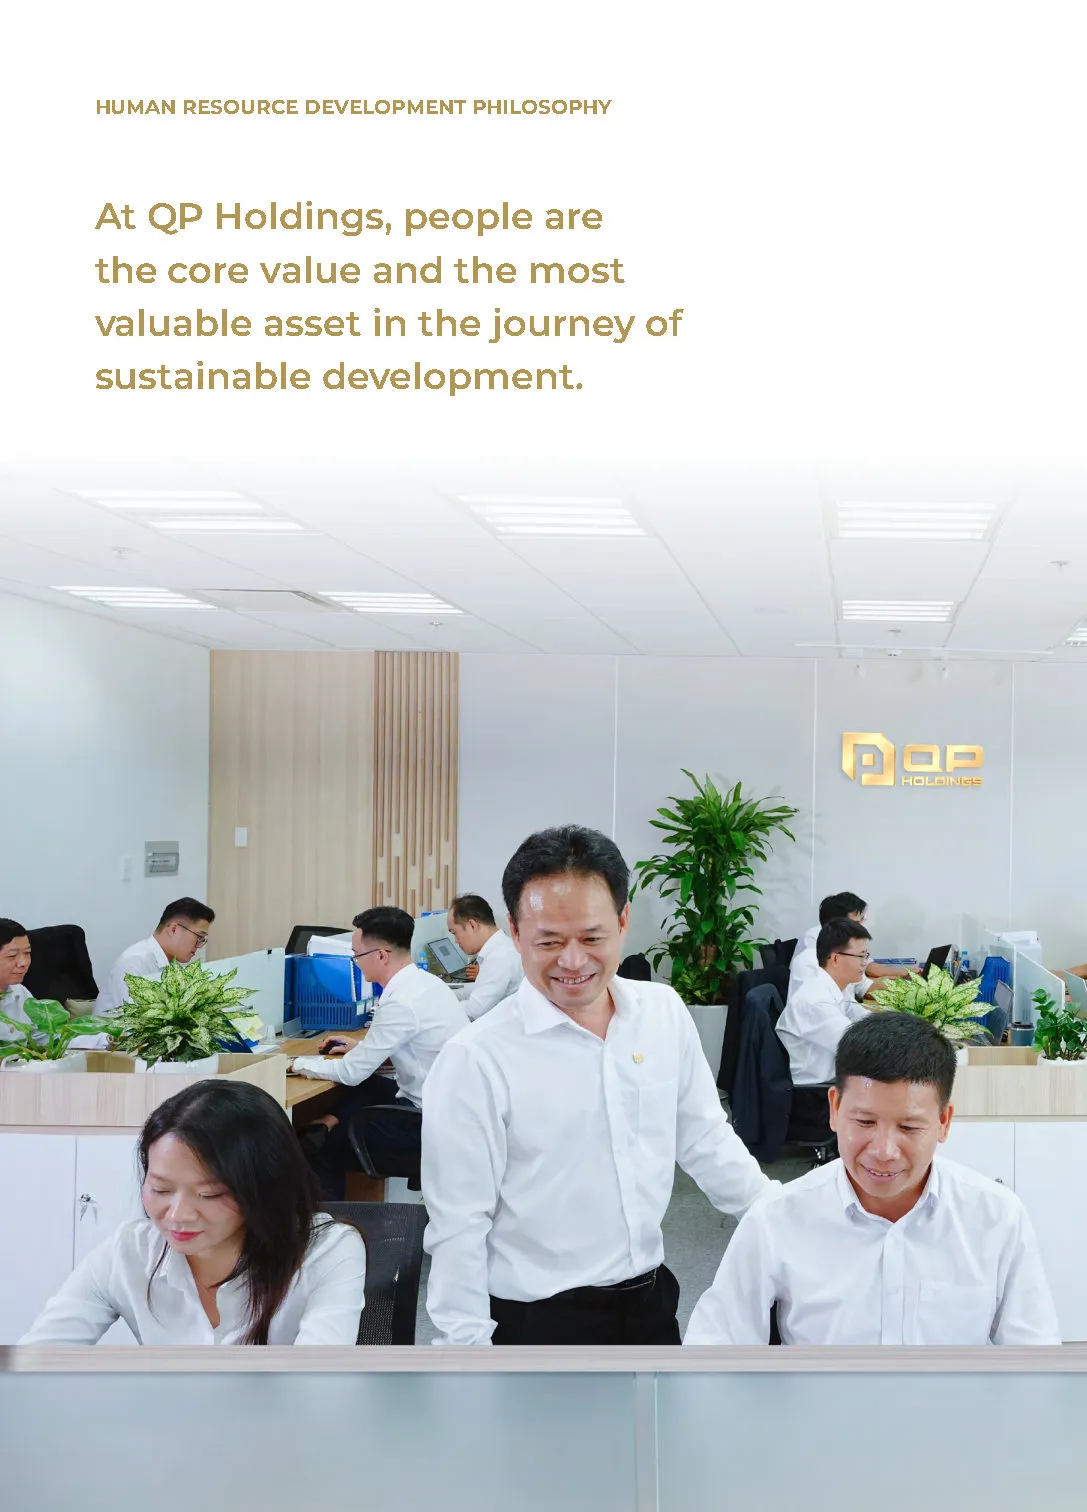 HUMAN RESOURCE DEVELOPMENT PHILOSOPHY
At QP Holdings, people are
the core value and the most
valuable asset in the journey of
sustainable development.
QP
HOLDINGS